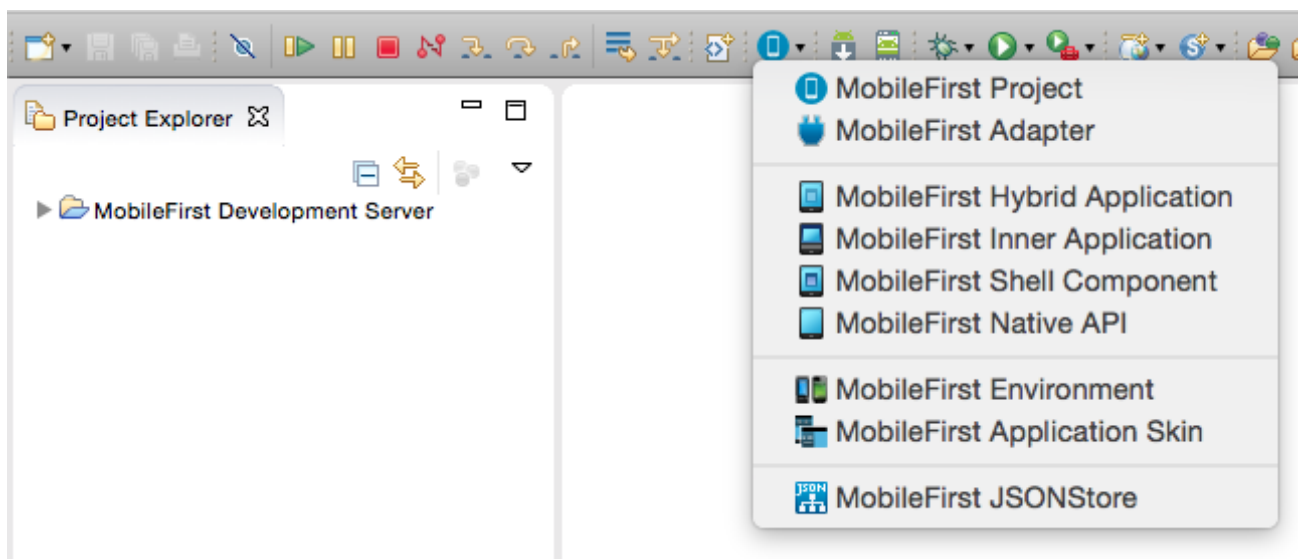 MobileFirst Project
Project Explorer
MobileFirst Adapter
MobileFirst Hybrid Application
MobileFirst Development Server
MobileFirst Inner Application
MobileFirst Shell Component
MobileFirst Native API
MobileFirst Environment
MobileFirst Application Skin
JSON
MobileFirst JSONStore